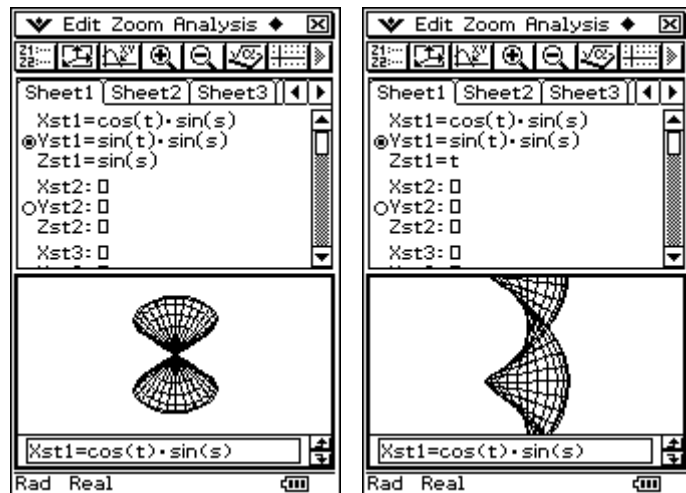 Edit Zoom Analysis ◆
Sheet1 Sheet2 Sheet3
Xst1=cos(t)·sin(s)
Yst1=sin(t)·sin(s)
Zst1=sin(s)
Xst2:▯
Yst2:▯
Zst2:▯
Xst3:▯
Xst1=cos(t)·sin(s)
Rad Real
Edit Zoom Analysis ◆
Sheet1 Sheet2 Sheet3
Xst1=cos(t)·sin(s)
Yst1=sin(t)·sin(s)
Zst1=t
Xst2:▯
Yst2:▯
Zst2:▯
Xst3:▯
Xst1=cos(t)·sin(s)
Rad Real